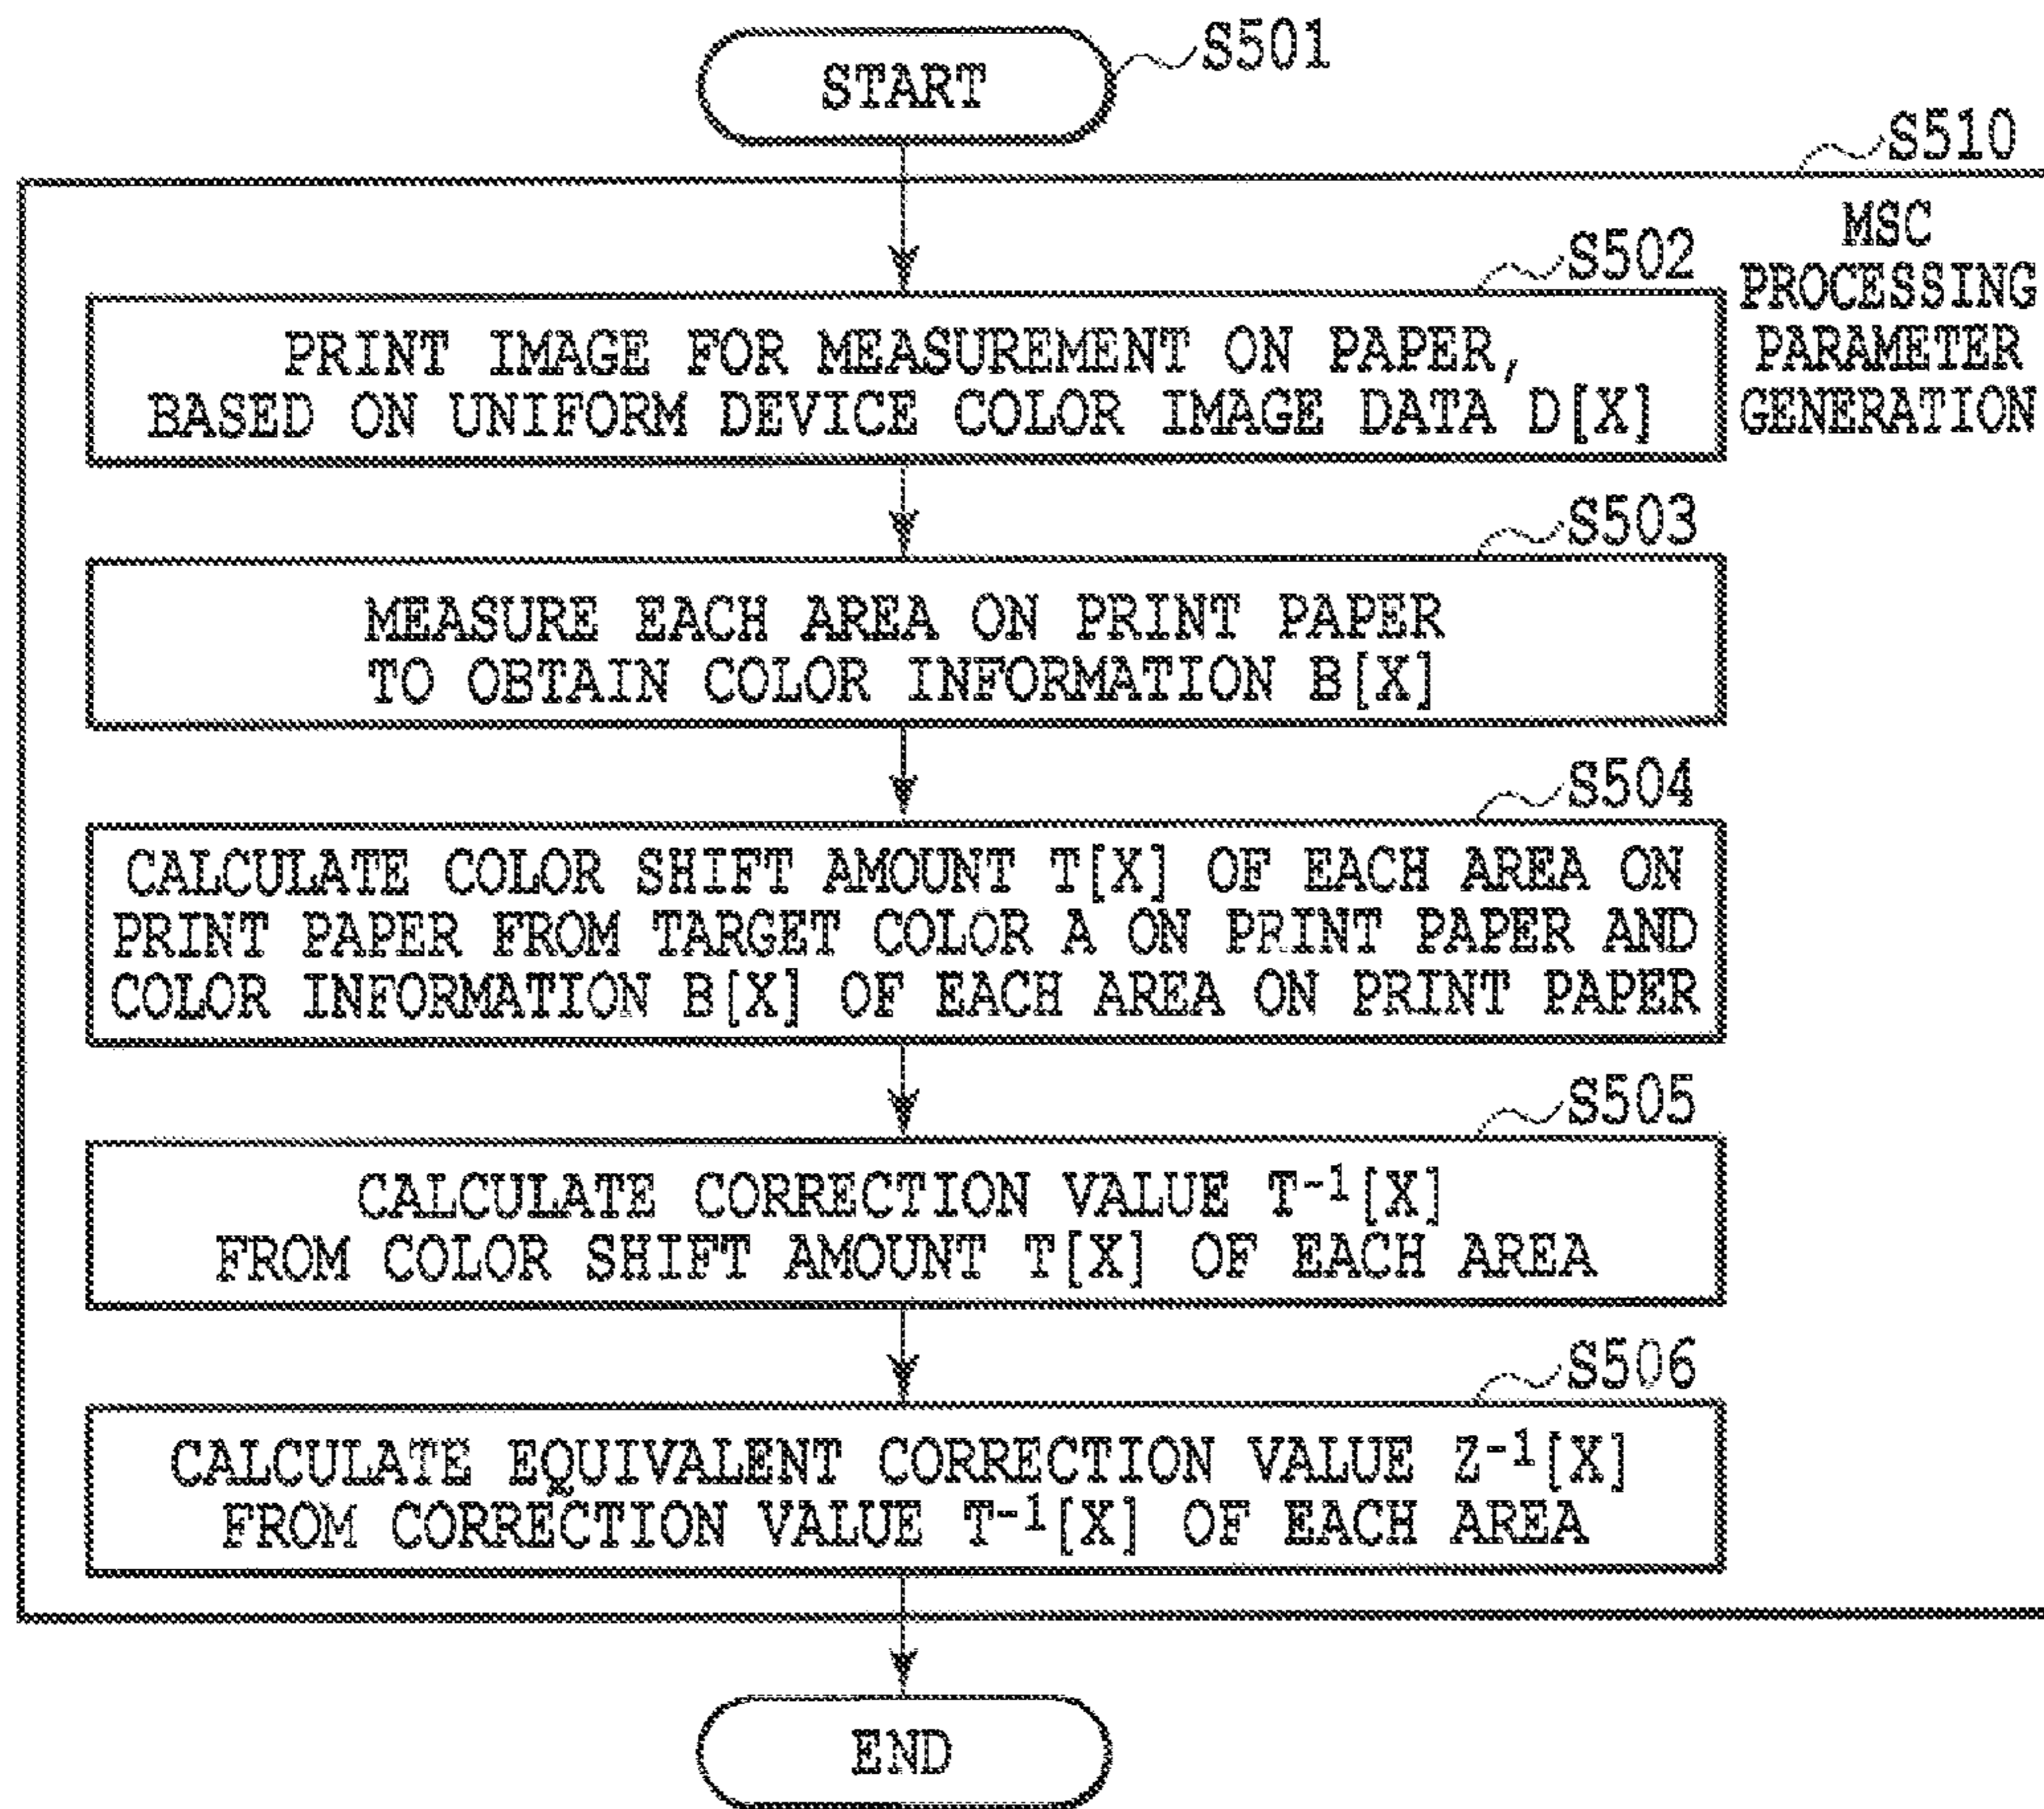 START
S501
S510
MSC
PROCESSING
PARAMETER
GENERATION
S502
PRINT IMAGE FOR MEASUREMENT ON PAPER,
BASED ON UNIFORM DEVICE COLOR IMAGE DATA D[X]
S503
MEASURE EACH AREA ON PRINT PAPER
TO OBTAIN COLOR INFORMATION B[X]
S504
CALCULATE COLOR SHIFT AMOUNT T[X] OF EACH AREA ON
PRINT PAPER FROM TARGET COLOR A ON PRINT PAPER AND
COLOR INFORMATION B[X] OF EACH AREA ON PRINT PAPER
S505
CALCULATE CORRECTION VALUE T⁻¹[X]
FROM COLOR SHIFT AMOUNT T[X] OF EACH AREA
S506
CALCULATE EQUIVALENT CORRECTION VALUE Z⁻¹[X]
FROM CORRECTION VALUE T⁻¹[X] OF EACH AREA
END